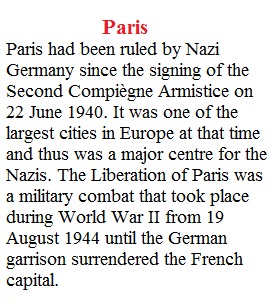 Paris
Paris had been ruled by Nazi
Germany since the signing of the
Second Compiègne Armistice on
22 June 1940. It was one of the
largest cities in Europe at that time
and thus was a major centre for the
Nazis. The Liberation of Paris was
a military combat that took place
during World War II from 19
August 1944 until the German
garrison surrendered the French
capital.